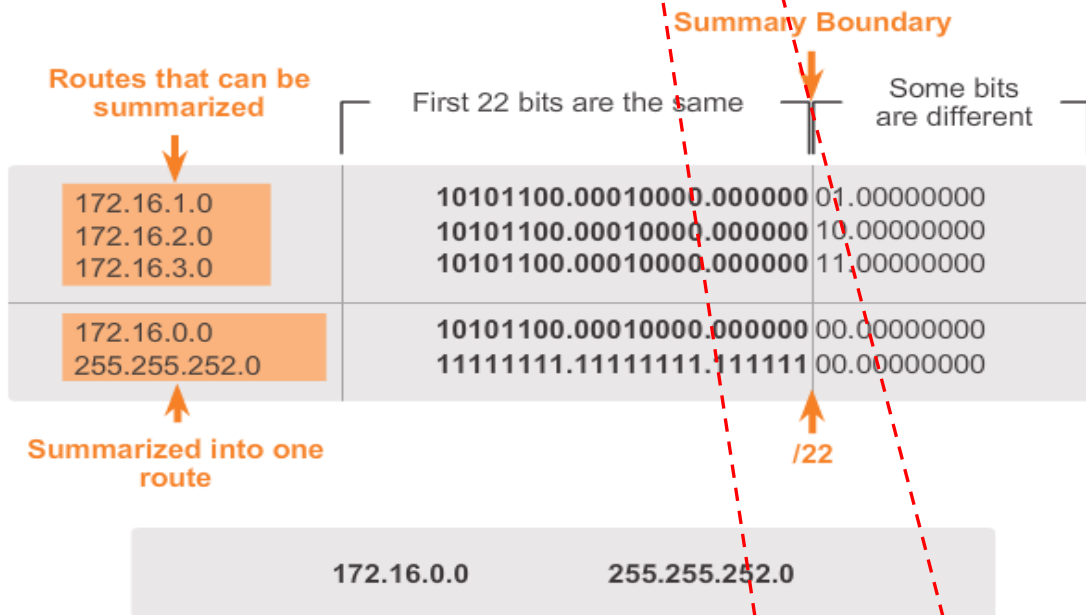 Summary Boundary
Routes that can be
summarized
First 22 bits are the same
Some bits
are different
172.16.1.0 10101100.00010000.000000 01.00000000
172.16.2.0 10101100.00010000.000000 10.00000000
172.16.3.0 10101100.00010000.000000 11.00000000
172.16.0.0 10101100.00010000.000000 00.00000000
255.255.252.0 11111111.11111111.111111 00.00000000
Summarized into one
route
/22
172.16.0.0 255.255.252.0